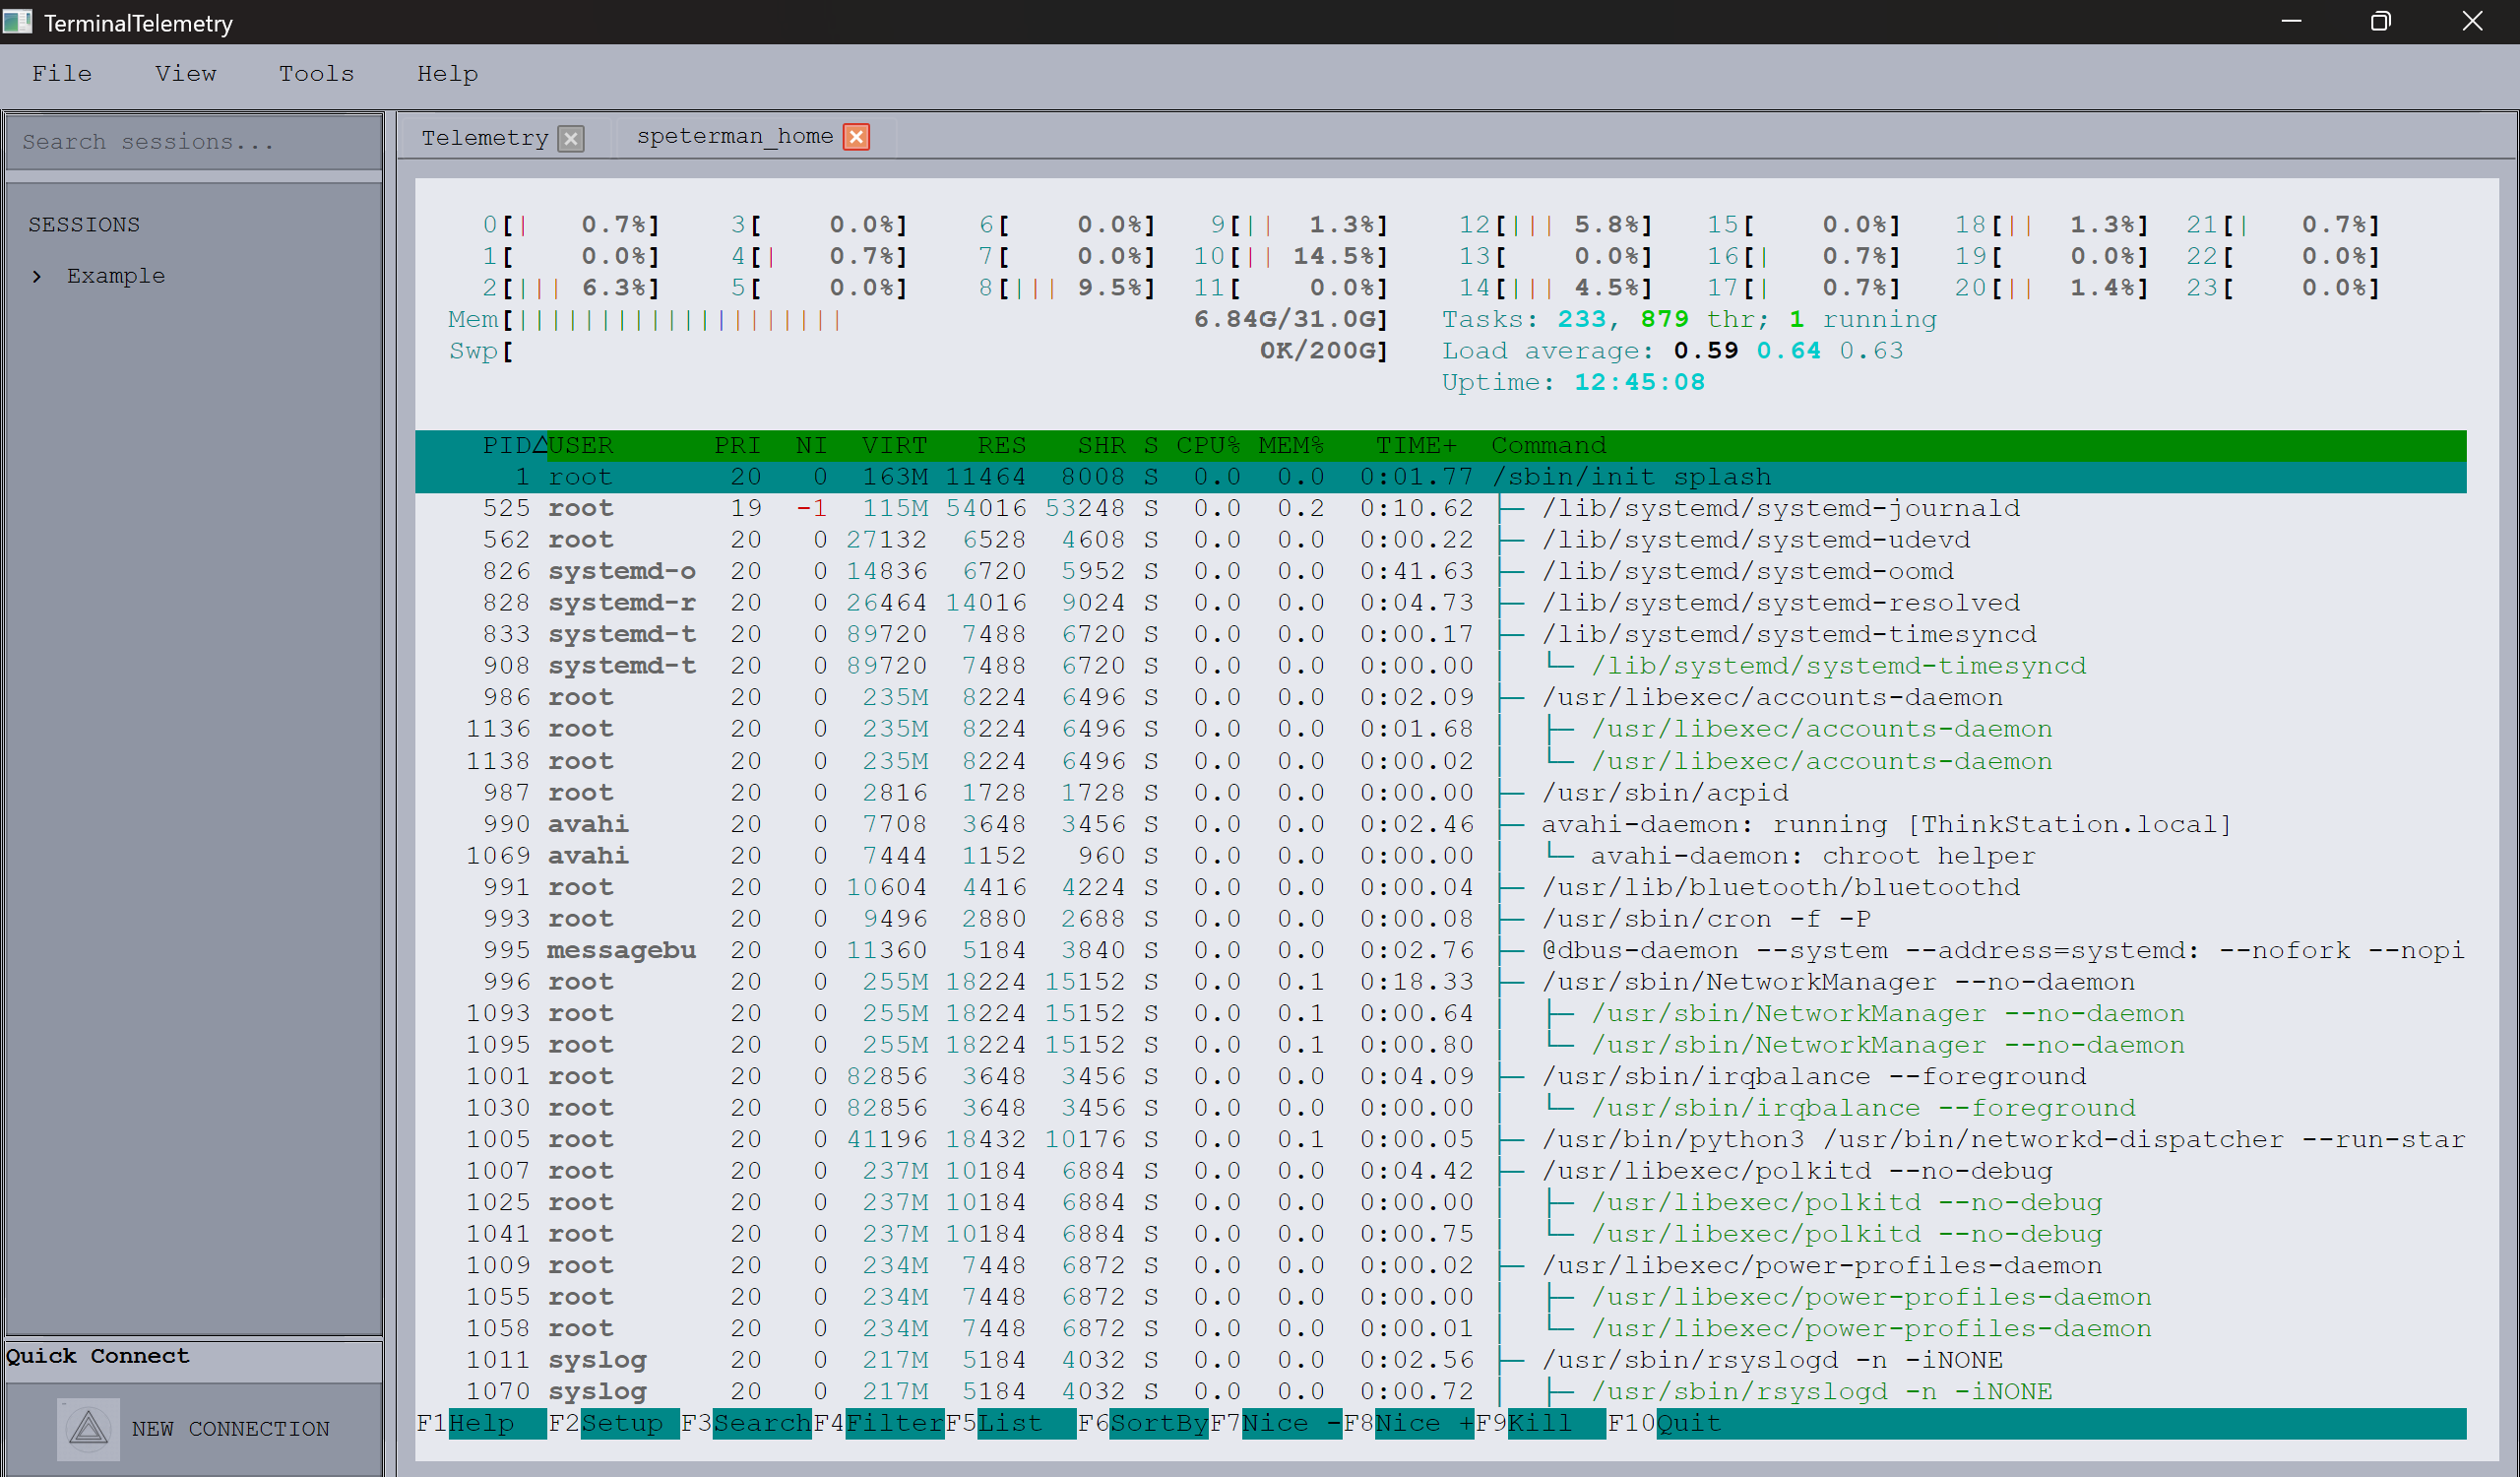 TerminalTelemetry
File View Tools Help
Search sessions...
SESSIONS
Example
Quick Connect
NEW CONNECTION
Telemetry speterman_home
0[| 0.7%] 3[ 0.0%] 6[ 0.0%] 9[|| 1.3%] 12[||| 5.8%] 15[ 0.0%] 18[|| 1.3%] 21[| 0.7%]
1[ 0.0%] 4[| 0.7%] 7[ 0.0%] 10[|| 14.5%] 13[ 0.0%] 16[| 0.7%] 19[ 0.0%] 22[ 0.0%]
2[||| 6.3%] 5[ 0.0%] 8[||| 9.5%] 11[ 0.0%] 14[||| 4.5%] 17[| 0.7%] 20[|| 1.4%] 23[ 0.0%]
Mem[|||||||||||||||||||| 6.84G/31.0G] Tasks: 233, 879 thr; 1 running
Swp[ 0K/200G] Load average: 0.59 0.64 0.63
Uptime: 12:45:08
PID△USER PRI NI VIRT RES SHR S CPU% MEM% TIME+ Command
1 root 20 0 163M 11464 8008 S 0.0 0.0 0:01.77 /sbin/init splash
525 root 19 -1 115M 54016 53248 S 0.0 0.2 0:10.62 ├─ /lib/systemd/systemd-journald
562 root 20 0 27132 6528 4608 S 0.0 0.0 0:00.22 ├─ /lib/systemd/systemd-udevd
826 systemd-o 20 0 14836 6720 5952 S 0.0 0.0 0:41.63 ├─ /lib/systemd/systemd-oomd
828 systemd-r 20 0 26464 14016 9024 S 0.0 0.0 0:04.73 ├─ /lib/systemd/systemd-resolved
833 systemd-t 20 0 89720 7488 6720 S 0.0 0.0 0:00.17 ├─ /lib/systemd/systemd-timesyncd
908 systemd-t 20 0 89720 7488 6720 S 0.0 0.0 0:00.00 │ └─ /lib/systemd/systemd-timesyncd
986 root 20 0 235M 8224 6496 S 0.0 0.0 0:02.09 ├─ /usr/libexec/accounts-daemon
1136 root 20 0 235M 8224 6496 S 0.0 0.0 0:01.68 │ ├─ /usr/libexec/accounts-daemon
1138 root 20 0 235M 8224 6496 S 0.0 0.0 0:00.02 │ └─ /usr/libexec/accounts-daemon
987 root 20 0 2816 1728 1728 S 0.0 0.0 0:00.00 ├─ /usr/sbin/acpid
990 avahi 20 0 7708 3648 3456 S 0.0 0.0 0:02.46 ├─ avahi-daemon: running [ThinkStation.local]
1069 avahi 20 0 7444 1152 960 S 0.0 0.0 0:00.00 │ └─ avahi-daemon: chroot helper
991 root 20 0 10604 4416 4224 S 0.0 0.0 0:00.04 ├─ /usr/lib/bluetooth/bluetoothd
993 root 20 0 9496 2880 2688 S 0.0 0.0 0:00.08 ├─ /usr/sbin/cron -f -P
995 messagebu 20 0 11360 5184 3840 S 0.0 0.0 0:02.76 ├─ @dbus-daemon --system --address=systemd: --nofork --nopi
996 root 20 0 255M 18224 15152 S 0.0 0.1 0:18.33 ├─ /usr/sbin/NetworkManager --no-daemon
1093 root 20 0 255M 18224 15152 S 0.0 0.1 0:00.64 │ ├─ /usr/sbin/NetworkManager --no-daemon
1095 root 20 0 255M 18224 15152 S 0.0 0.1 0:00.80 │ └─ /usr/sbin/NetworkManager --no-daemon
1001 root 20 0 82856 3648 3456 S 0.0 0.0 0:04.09 ├─ /usr/sbin/irqbalance --foreground
1030 root 20 0 82856 3648 3456 S 0.0 0.0 0:00.00 │ └─ /usr/sbin/irqbalance --foreground
1005 root 20 0 41196 18432 10176 S 0.0 0.1 0:00.05 ├─ /usr/bin/python3 /usr/bin/networkd-dispatcher --run-star
1007 root 20 0 237M 10184 6884 S 0.0 0.0 0:04.42 ├─ /usr/libexec/polkitd --no-debug
1025 root 20 0 237M 10184 6884 S 0.0 0.0 0:00.00 │ ├─ /usr/libexec/polkitd --no-debug
1041 root 20 0 237M 10184 6884 S 0.0 0.0 0:00.75 │ └─ /usr/libexec/polkitd --no-debug
1009 root 20 0 234M 7448 6872 S 0.0 0.0 0:00.02 ├─ /usr/libexec/power-profiles-daemon
1055 root 20 0 234M 7448 6872 S 0.0 0.0 0:00.00 │ ├─ /usr/libexec/power-profiles-daemon
1058 root 20 0 234M 7448 6872 S 0.0 0.0 0:00.01 │ └─ /usr/libexec/power-profiles-daemon
1011 syslog 20 0 217M 5184 4032 S 0.0 0.0 0:02.56 ├─ /usr/sbin/rsyslogd -n -iNONE
1070 syslog 20 0 217M 5184 4032 S 0.0 0.0 0:00.72 │ ├─ /usr/sbin/rsyslogd -n -iNONE
F1Help F2Setup F3SearchF4FilterF5List F6SortByF7Nice -F8Nice +F9Kill F10Quit